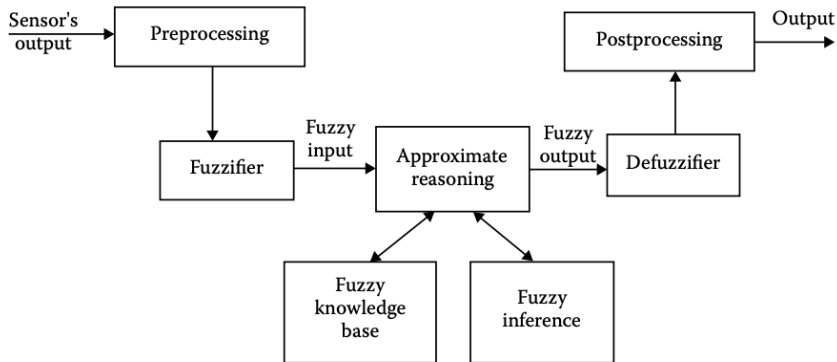 Sensor's
output
Preprocessing
Postprocessing
Output
Fuzzifier
Fuzzy
input
Approximate
reasoning
Fuzzy
output
Defuzzifier
Fuzzy
knowledge
base
Fuzzy
inference